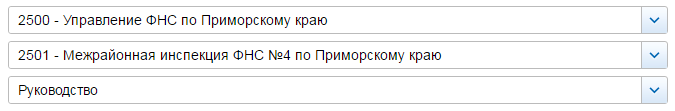 2500 - Управление ФНС по Приморскому краю
2501 - Межрайонная инспекция ФНС №4 по Приморскому краю
Руководство